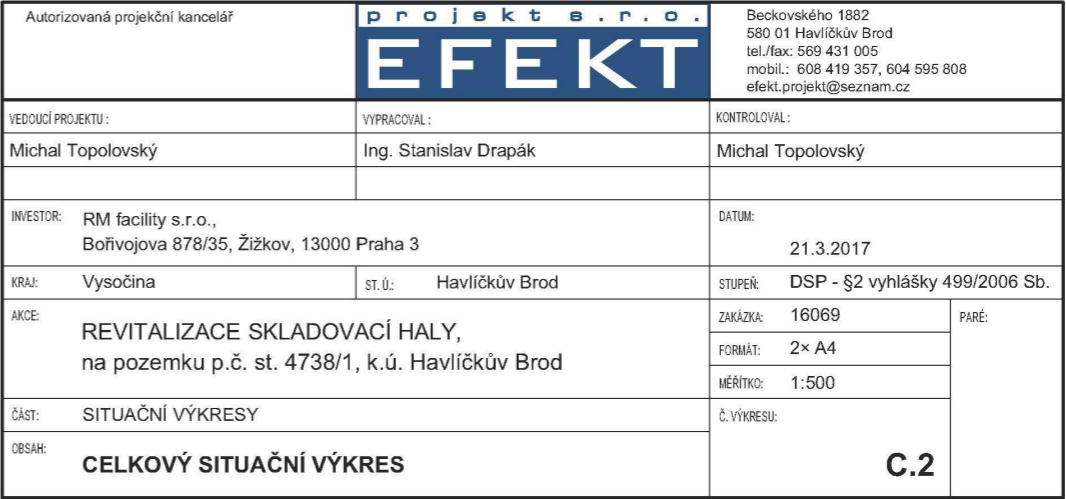 Autorizovaná projekční kancelář
projekt s.r.o.
EFEKT
Beckovského 1882
580 01 Havlíčkův Brod
tel./fax: 569 431 005
mobil.: 608 419 357, 604 595 808
efekt.projekt@seznam.cz
VEDOUCÍ PROJEKTU :
VYPRACOVAL :
KONTROLOVAL :
Michal Topolovský
Ing. Stanislav Drapák
Michal Topolovský
INVESTOR:
RM facility s.r.o.,
Bořivojova 878/35, Žižkov, 13000 Praha 3
DATUM:
21.3.2017
KRAJ:
Vysočina
ST. Ú.:
Havlíčkův Brod
STUPEŇ:
DSP - §2 vyhlášky 499/2006 Sb.
AKCE:
REVITALIZACE SKLADOVACÍ HALY,
na pozemku p.č. st. 4738/1, k.ú. Havlíčkův Brod
ZAKÁZKA:
16069
PARÉ:
FORMÁT:
2× A4
MĚŘÍTKO:
1:500
ČÁST:
SITUAČNÍ VÝKRESY
Č. VÝKRESU:
OBSAH:
CELKOVÝ SITUAČNÍ VÝKRES
C.2